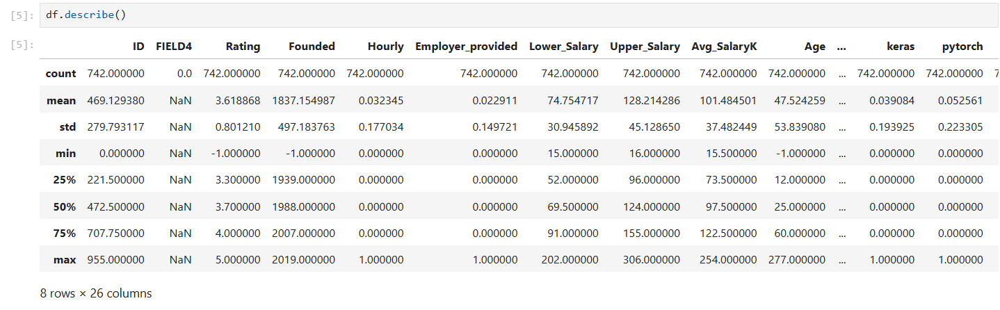 [5]: df.describe()
[5]: ID FIELD4 Rating Founded Hourly Employer_provided Lower_Salary Upper_Salary Avg_SalaryK Age ... keras pytorch
count 742.000000 0.0 742.000000 742.000000 742.000000 742.000000 742.000000 742.000000 742.000000 742.000000 ... 742.000000 742.000000 7
mean 469.129380 NaN 3.618868 1837.154987 0.032345 0.022911 74.754717 128.214286 101.484501 47.524259 ... 0.039084 0.052561
std 279.793117 NaN 0.801210 497.183763 0.177034 0.149721 30.945892 45.128650 37.482449 53.839080 ... 0.193925 0.223305
min 0.000000 NaN -1.000000 -1.000000 0.000000 0.000000 15.000000 16.000000 15.500000 -1.000000 ... 0.000000 0.000000
25% 221.500000 NaN 3.300000 1939.000000 0.000000 0.000000 52.000000 96.000000 73.500000 12.000000 ... 0.000000 0.000000
50% 472.500000 NaN 3.700000 1988.000000 0.000000 0.000000 69.500000 124.000000 97.500000 25.000000 ... 0.000000 0.000000
75% 707.750000 NaN 4.000000 2007.000000 0.000000 0.000000 91.000000 155.000000 122.500000 60.000000 ... 0.000000 0.000000
max 955.000000 NaN 5.000000 2019.000000 1.000000 1.000000 202.000000 306.000000 254.000000 277.000000 ... 1.000000 1.000000
8 rows × 26 columns